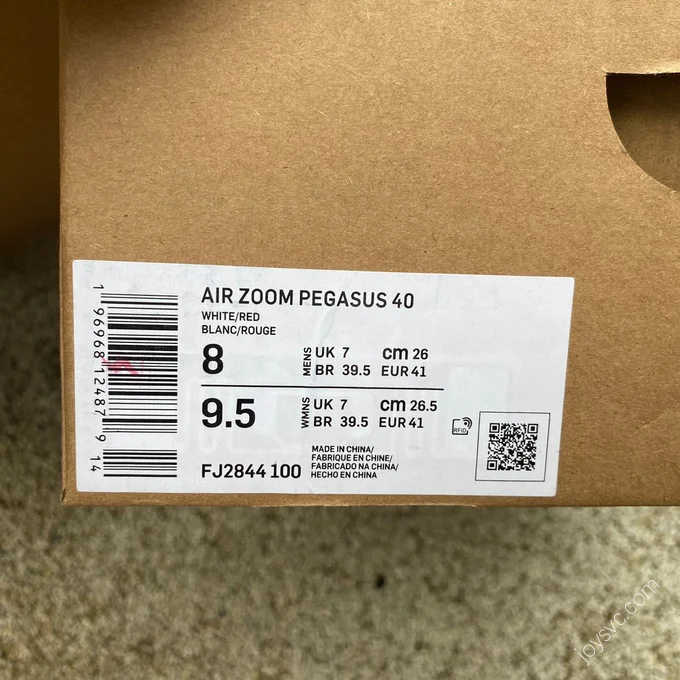 AIR ZOOM PEGASUS 40
WHITE/RED
BLANC/ROUGE
8 MENS UK 7 cm 26
BR 39.5 EUR 41
9.5 WMNS UK 7 cm 26.5
BR 39.5 EUR 41
RFID
FJ2844 100
MADE IN CHINA/
FABRIQUE EN CHINE/
FABRICADO NA CHINA/
HECHO EN CHINA
1 96968 12487 9 14
joysvc.com